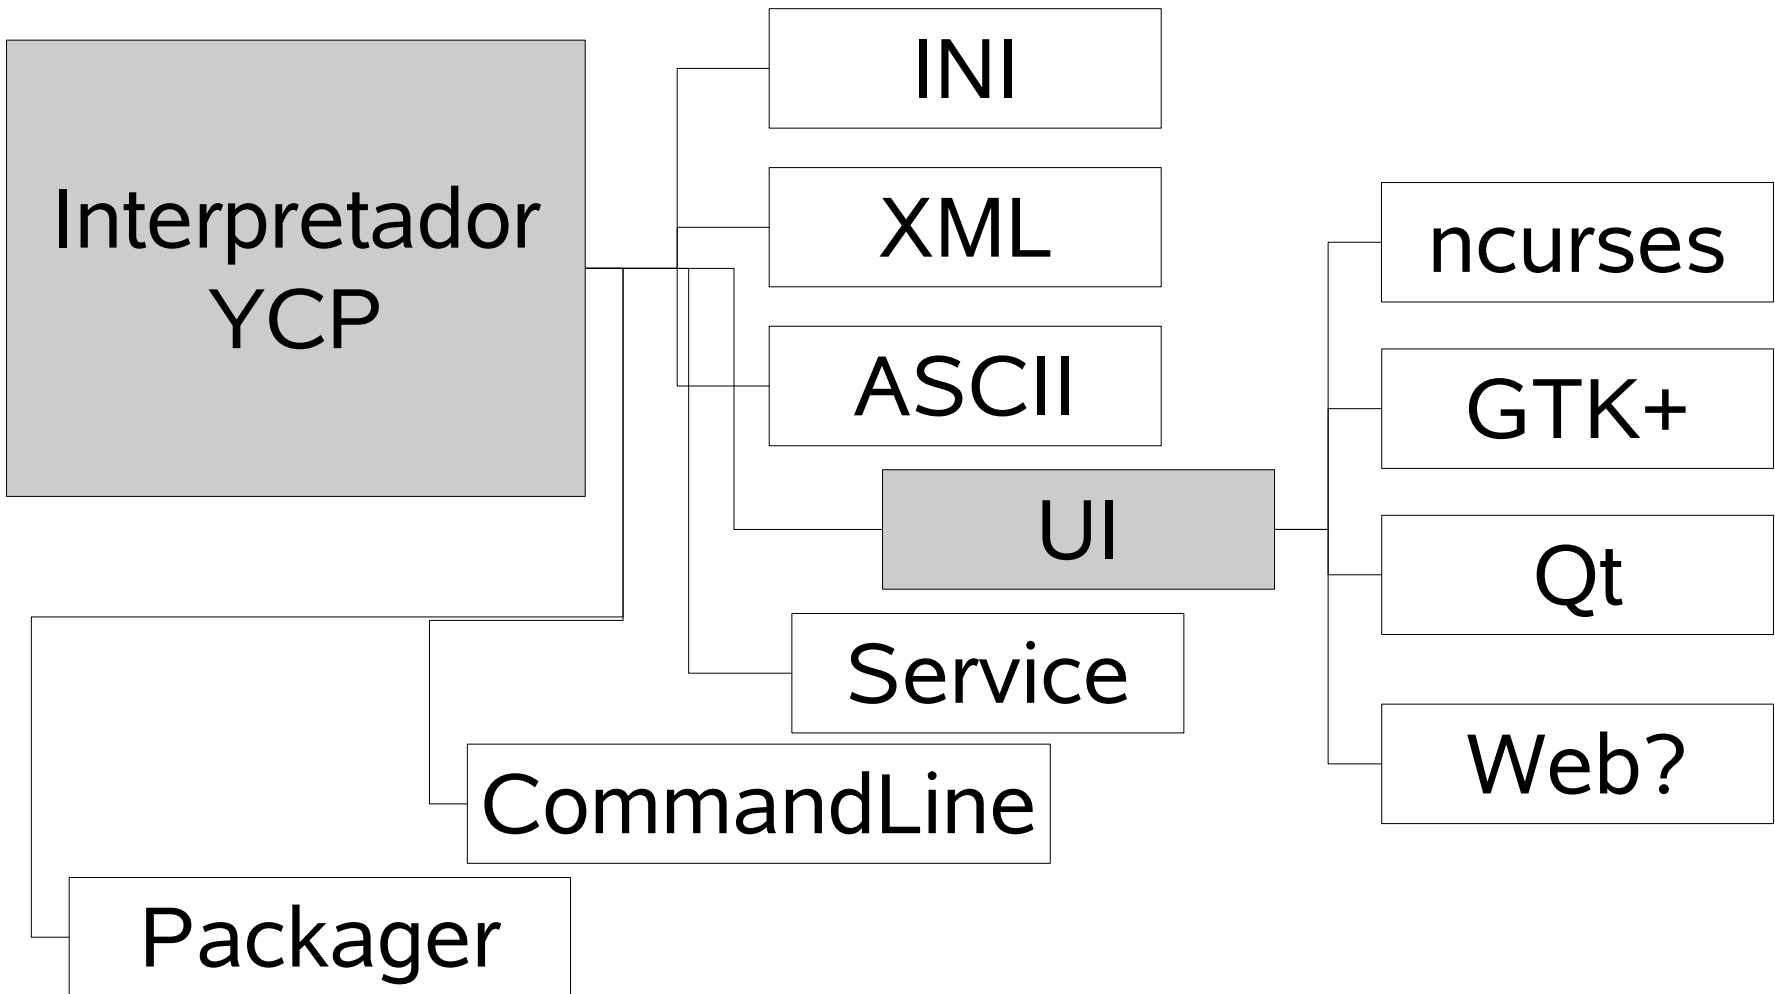 Interpretador
YCP
INI
XML
ASCII
UI
Service
CommandLine
Packager
ncurses
GTK+
Qt
Web?